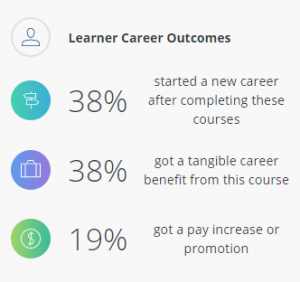 Learner Career Outcomes
38%
started a new career
after completing these
courses
38%
got a tangible career
benefit from this course
19%
got a pay increase or
promotion